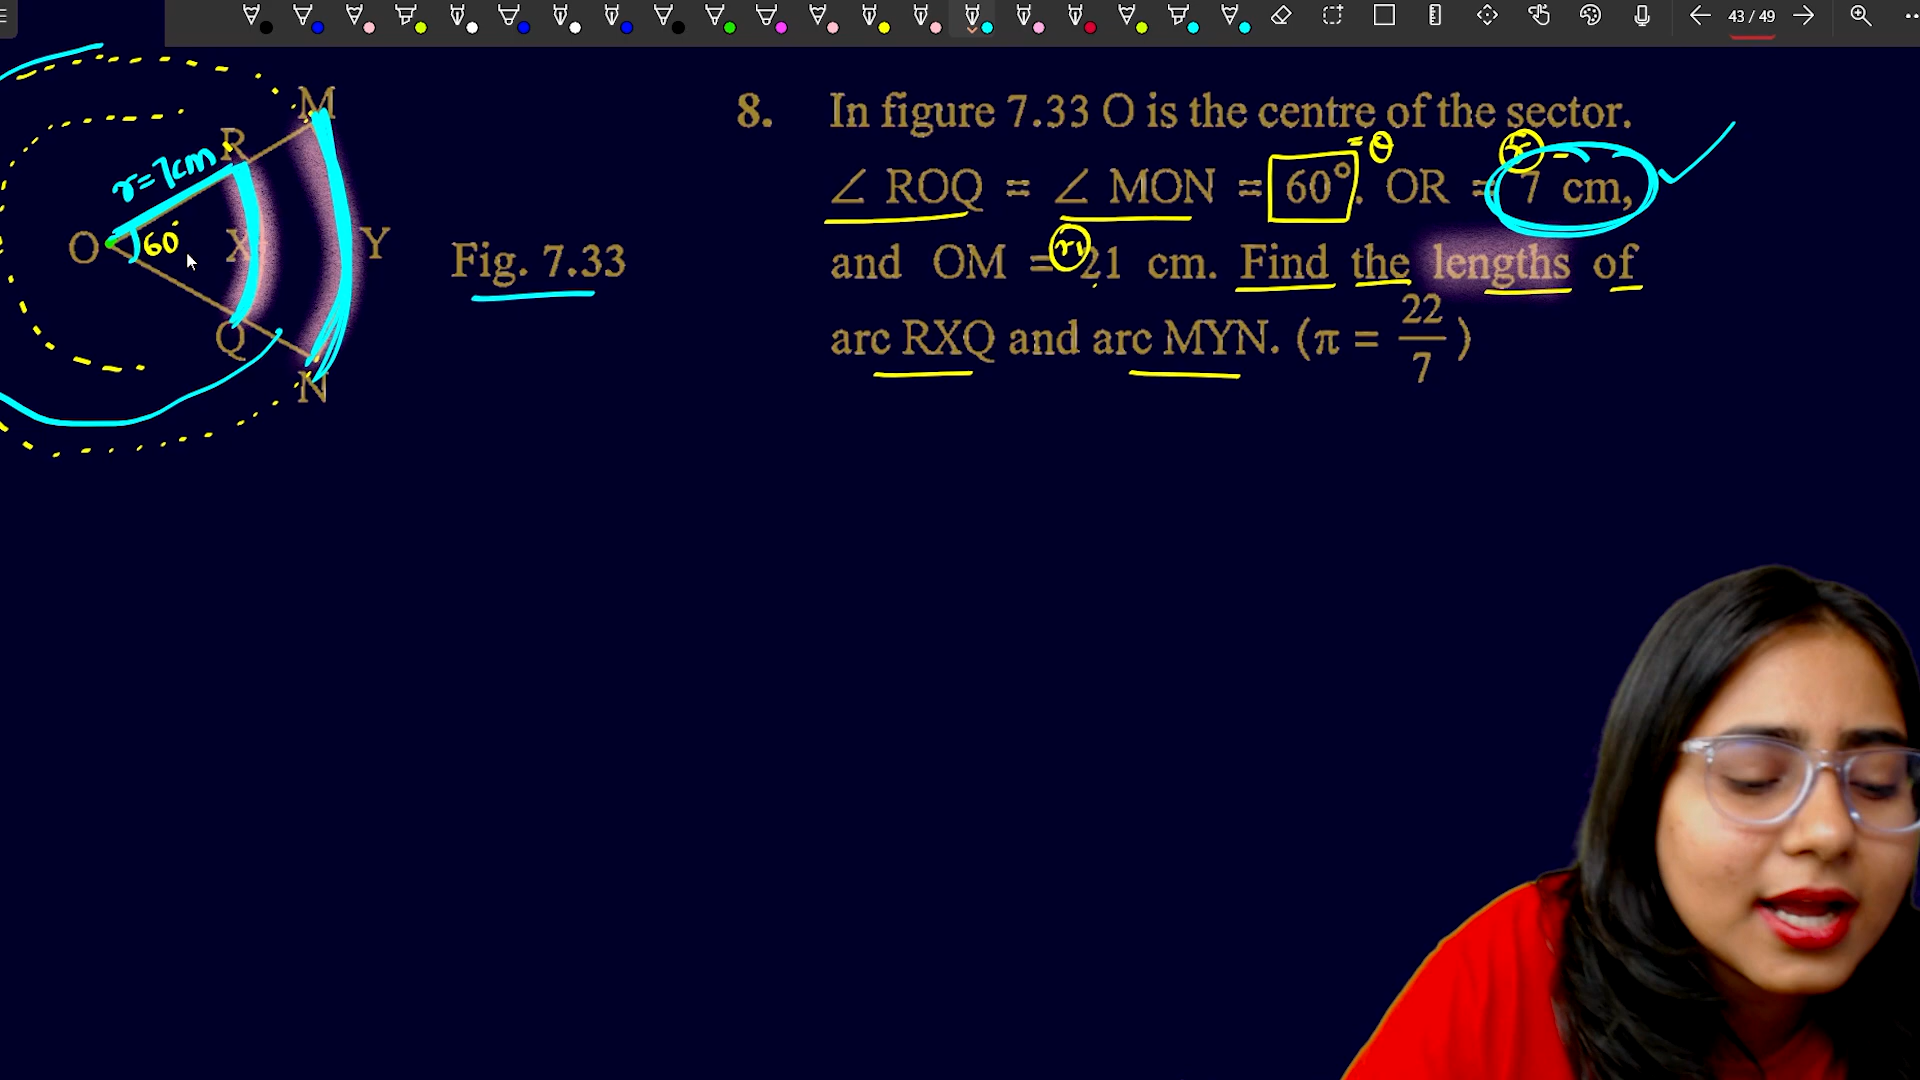 43 / 49
M
R
r = 7cm
O
60°
X
Y
Q
N
Fig. 7.33
8. In figure 7.33 O is the centre of the sector.
= θ
r
∠ ROQ = ∠ MON = 60°. OR = 7 cm,
r1
and OM = 21 cm. Find the lengths of
arc RXQ and arc MYN. (π = 22/7)